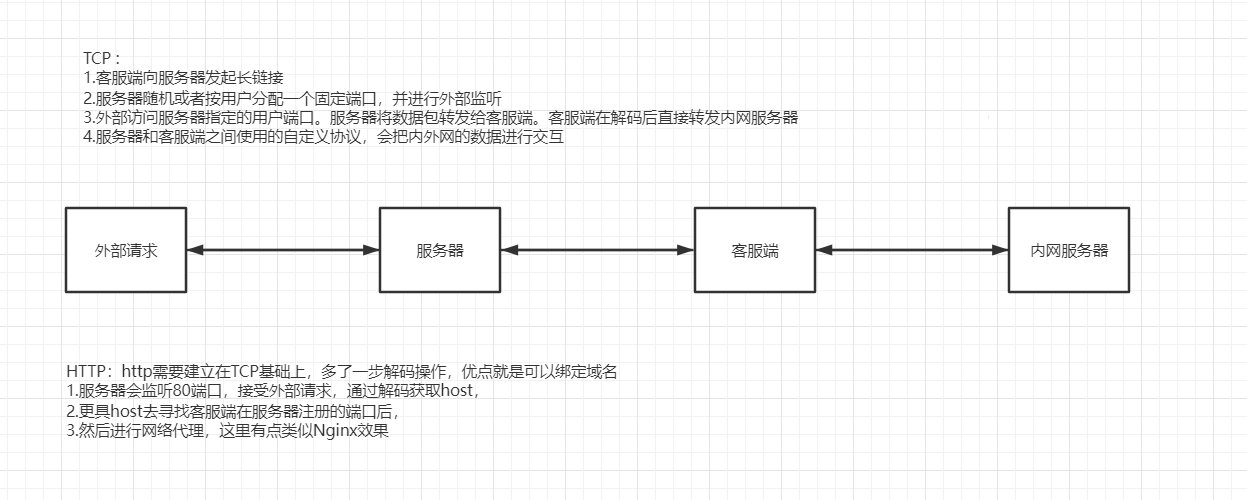 TCP：
1.客服端向服务器发起长链接
2.服务器随机或者按用户分配一个固定端口，并进行外部监听
3.外部访问服务器指定的用户端口。服务器将数据包转发给客服端。客服端在解码后直接转发内网服务器
4.服务器和客服端之间使用的自定义协议，会把内外网的数据进行交互
外部请求
服务器
客服端
内网服务器
HTTP：http需要建立在TCP基础上，多了一步解码操作，优点就是可以绑定域名
1.服务器会监听80端口，接受外部请求，通过解码获取host，
2.更具host去寻找客服端在服务器注册的端口后，
3.然后进行网络代理，这里有点类似Nginx效果